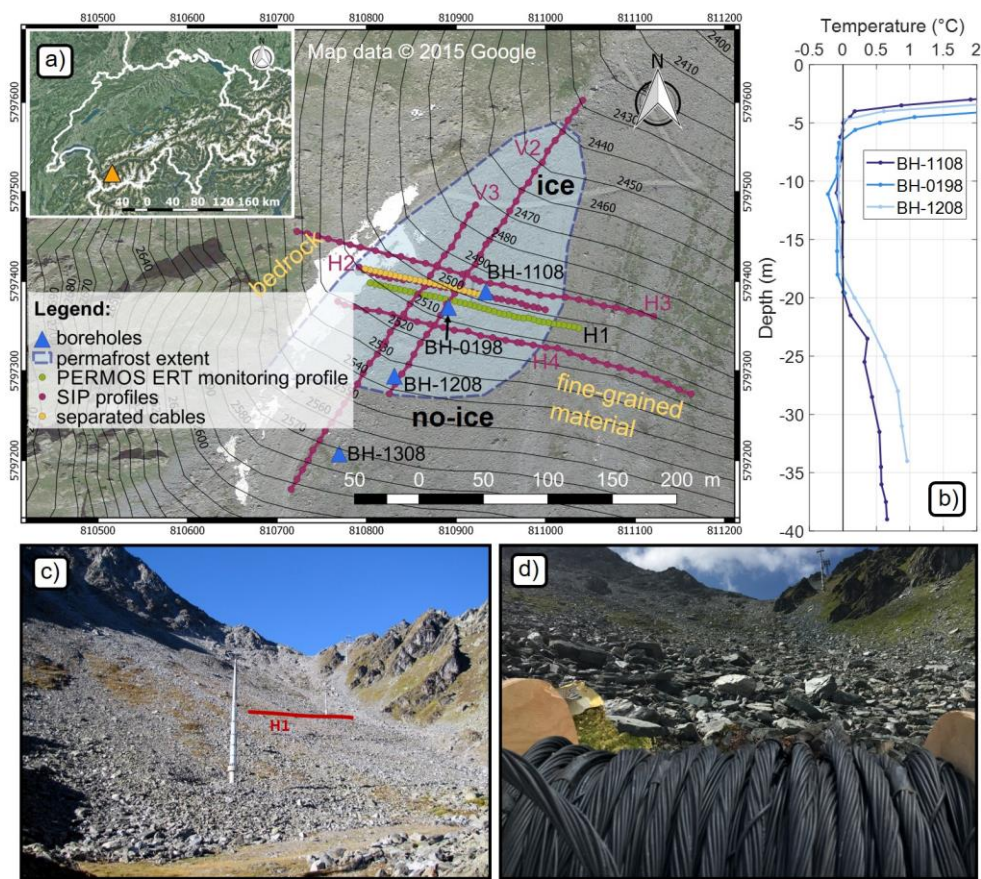 a)
Map data © 2015 Google
N
40 0 40 80 120 160 km
810500 810600 810700 810800 810900 811000 811100 811200
5797600
5797500
5797400
5797300
5797200
2400
2410
2430
2440
2450
2460
2470
2480
2490
2500
2510
2520
2530
2540
2550
2560
2600
2640
V2
V3
ice
bedrock
H2
BH-1108
H3
H1
BH-0198
H4
BH-1208
no-ice
fine-grained
material
BH-1308
Legend:
boreholes
permafrost extent
PERMOS ERT monitoring profile
SIP profiles
separated cables
50 0 50 100 150 200 m
810500 810600 810700 810800 810900 811000 811100 811200
b)
Temperature (°C)
-0.5 0 0.5 1 1.5 2
Depth (m)
0
-5
-10
-15
-20
-25
-30
-35
-40
BH-1108
BH-0198
BH-1208
c)
H1
d)